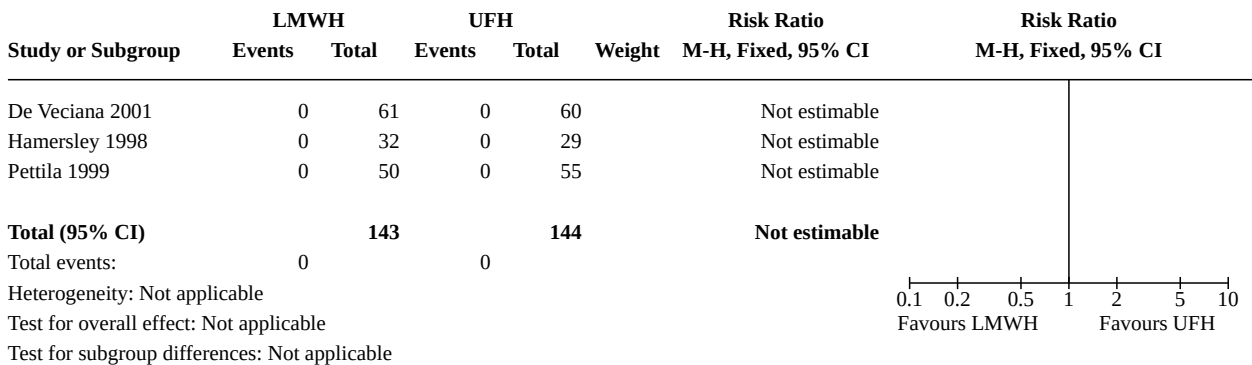 LMWH UFH Risk Ratio Risk Ratio
Study or Subgroup Events Total Events Total Weight M-H, Fixed, 95% CI M-H, Fixed, 95% CI
De Veciana 2001 0 61 0 60 Not estimable
Hamersley 1998 0 32 0 29 Not estimable
Pettila 1999 0 50 0 55 Not estimable
Total (95% CI) 143 144 Not estimable
Total events: 0 0
Heterogeneity: Not applicable
0.1 0.2 0.5 1 2 5 10
Test for overall effect: Not applicable Favours LMWH Favours UFH
Test for subgroup differences: Not applicable